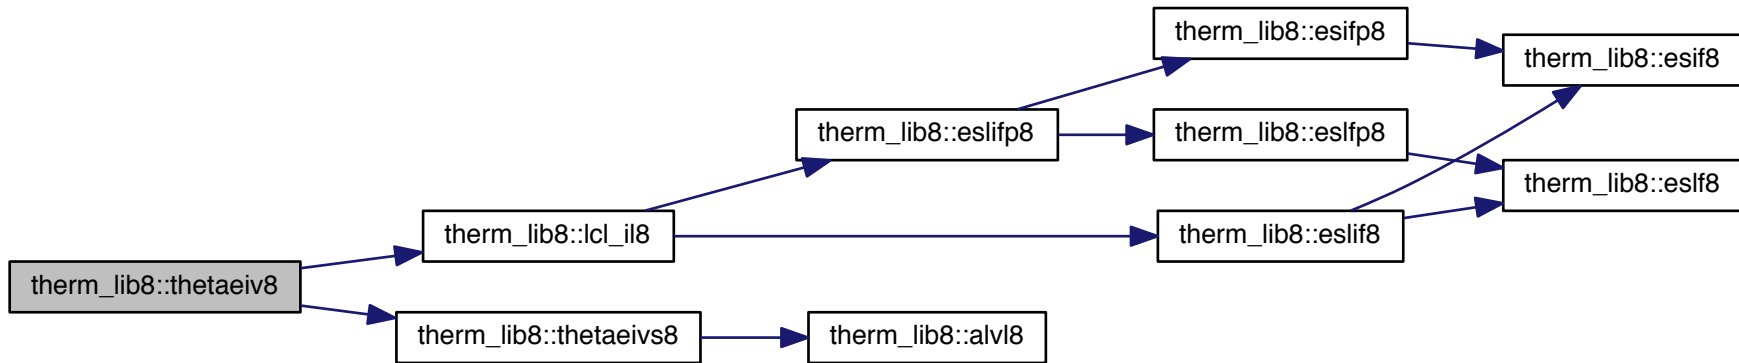 therm_lib8::thetaeiv8
therm_lib8::lcl_il8
therm_lib8::thetaeivs8
therm_lib8::eslifp8
therm_lib8::alvl8
therm_lib8::esifp8
therm_lib8::eslfp8
therm_lib8::eslif8
therm_lib8::esif8
therm_lib8::eslf8